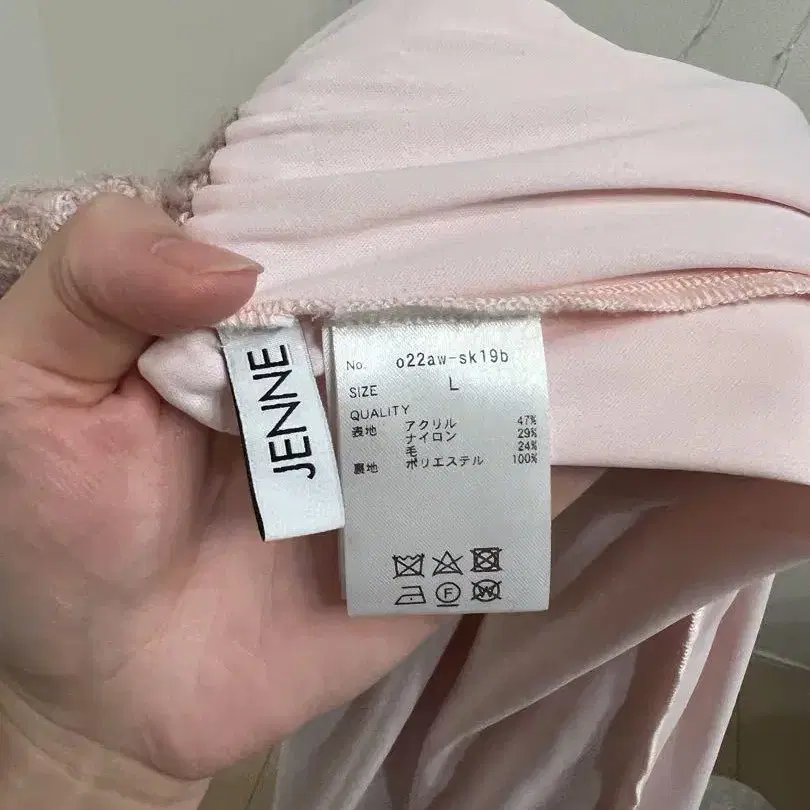 JENNE
No. o22aw-sk19b
SIZE L
QUALITY
表地 アクリル 47%
ナイロン 29%
毛 24%
裏地 ポリエステル 100%
F
W